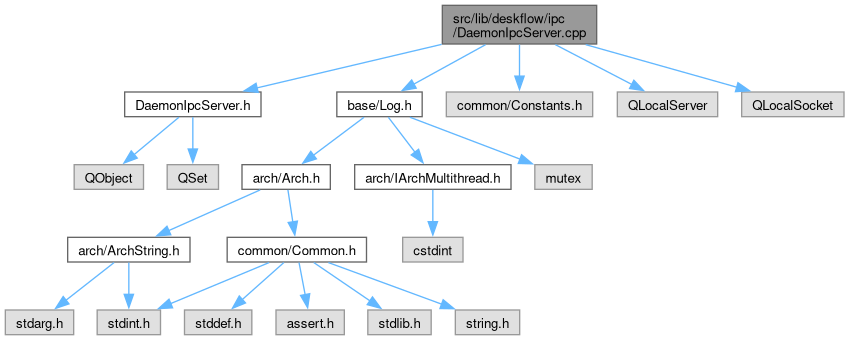 src/lib/deskflow/ipc
/DaemonIpcServer.cpp
DaemonIpcServer.h
base/Log.h
common/Constants.h
QLocalServer
QLocalSocket
QObject
QSet
arch/Arch.h
arch/IArchMultithread.h
mutex
arch/ArchString.h
common/Common.h
cstdint
stdarg.h
stdint.h
stddef.h
assert.h
stdlib.h
string.h